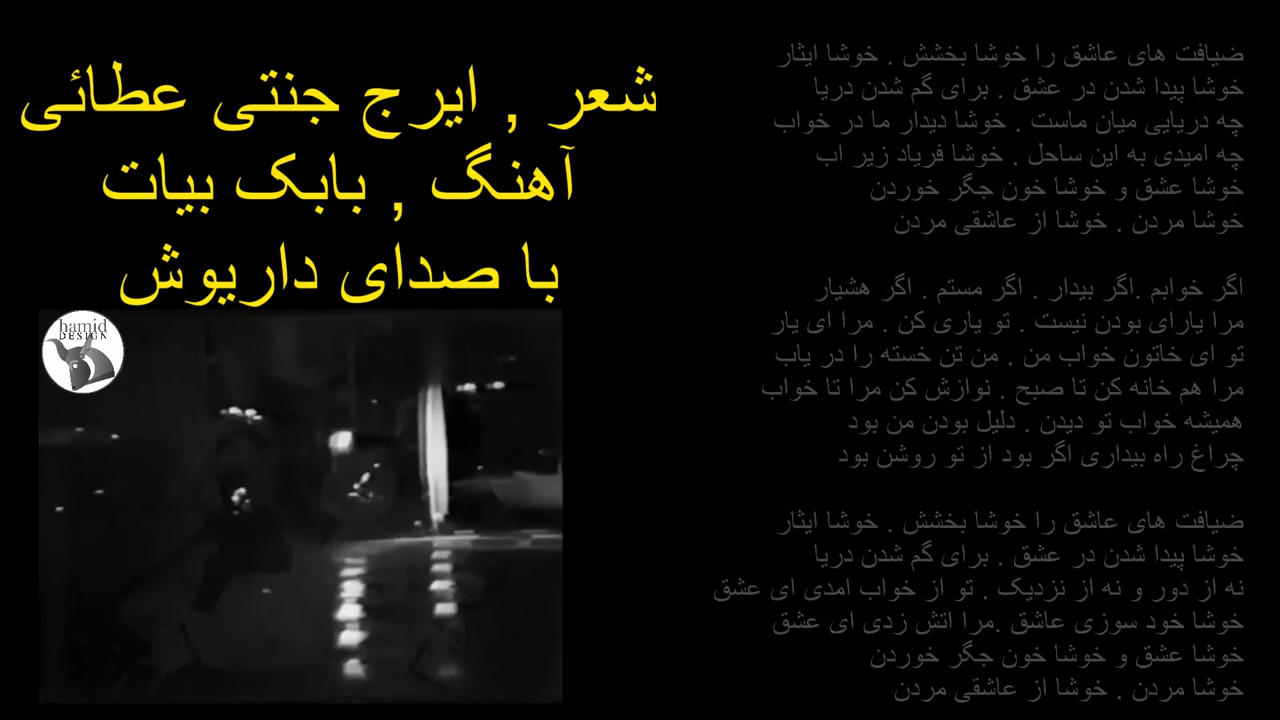 شعر , ایرج جنتی عطائی
آهنگ , بابک بیات
با صدای داریوش
hamid
DESIGN
ضیافت های عاشق را خوشا بخشش . خوشا ایثار
خوشا پیدا شدن در عشق . برای گم شدن دریا
چه دریایی میان ماست . خوشا دیدار ما در خواب
چه امیدی به این ساحل . خوشا فریاد زیر اب
خوشا عشق و خوشا خون جگر خوردن
خوشا مردن . خوشا از عاشقی مردن
اگر خوابم .اگر بیدار . اگر مستم . اگر هشیار
مرا یارای بودن نیست . تو یاری کن . مرا ای یار
تو ای خاتون خواب من . من تن خسته را در یاب
مرا هم خانه کن تا صبح . نوازش کن مرا تا خواب
همیشه خواب تو دیدن . دلیل بودن من بود
چراغ راه بیداری اگر بود از تو روشن بود
ضیافت های عاشق را خوشا بخشش . خوشا ایثار
خوشا پیدا شدن در عشق . برای گم شدن دریا
نه از دور و نه از نزدیک . تو از خواب امدی ای عشق
خوشا خود سوزی عاشق .مرا اتش زدی ای عشق
خوشا عشق و خوشا خون جگر خوردن
خوشا مردن . خوشا از عاشقی مردن